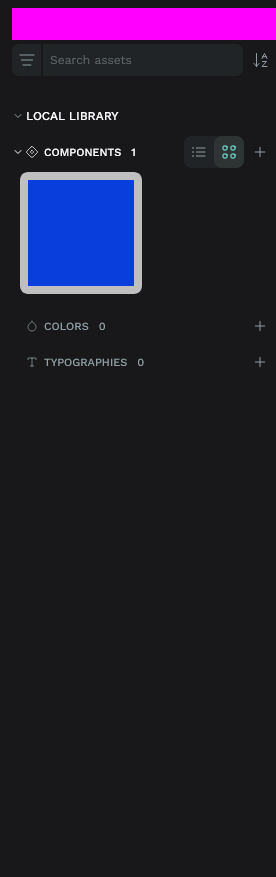 Search assets
A
Z
LOCAL LIBRARY
COMPONENTS 1
COLORS 0
TYPOGRAPHIES 0